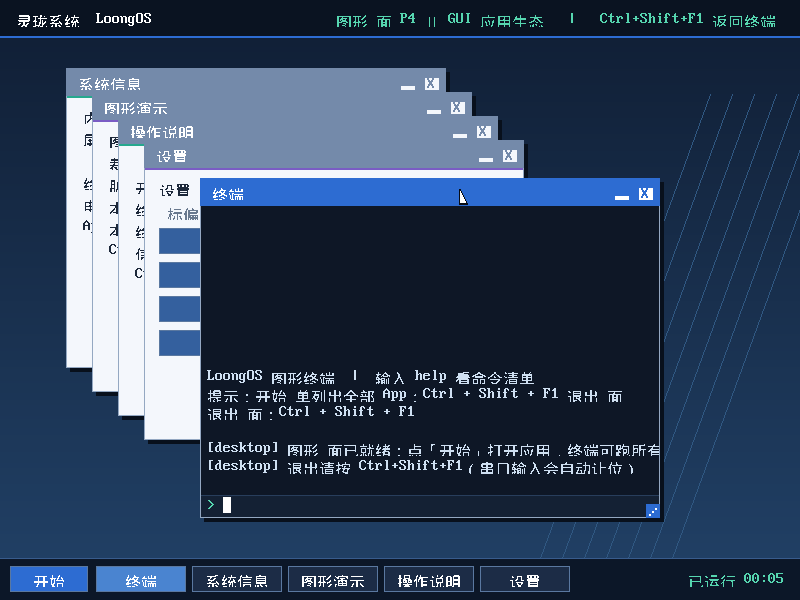 灵珑系统 LoongOS
图形 面 P4 || GUI 应用生态 | Ctrl+Shift+F1 返回终端
系统信息
图形演示
操作说明
设置
设置
标偏
终端
LoongOS 图形终端 | 输入 help 看命令清单
提示：开始 单列出全部 App：Ctrl + Shift + F1 退出 面
退出 面：Ctrl + Shift + F1
[desktop] 图形 面已就绪：点「开始」打开应用．终端可跑所有
[desktop] 退出请按 Ctrl+Shift+F1（串口输入会自动让位）
>
开始 终端 系统信息 图形演示 操作说明 设置
已运行 00:05